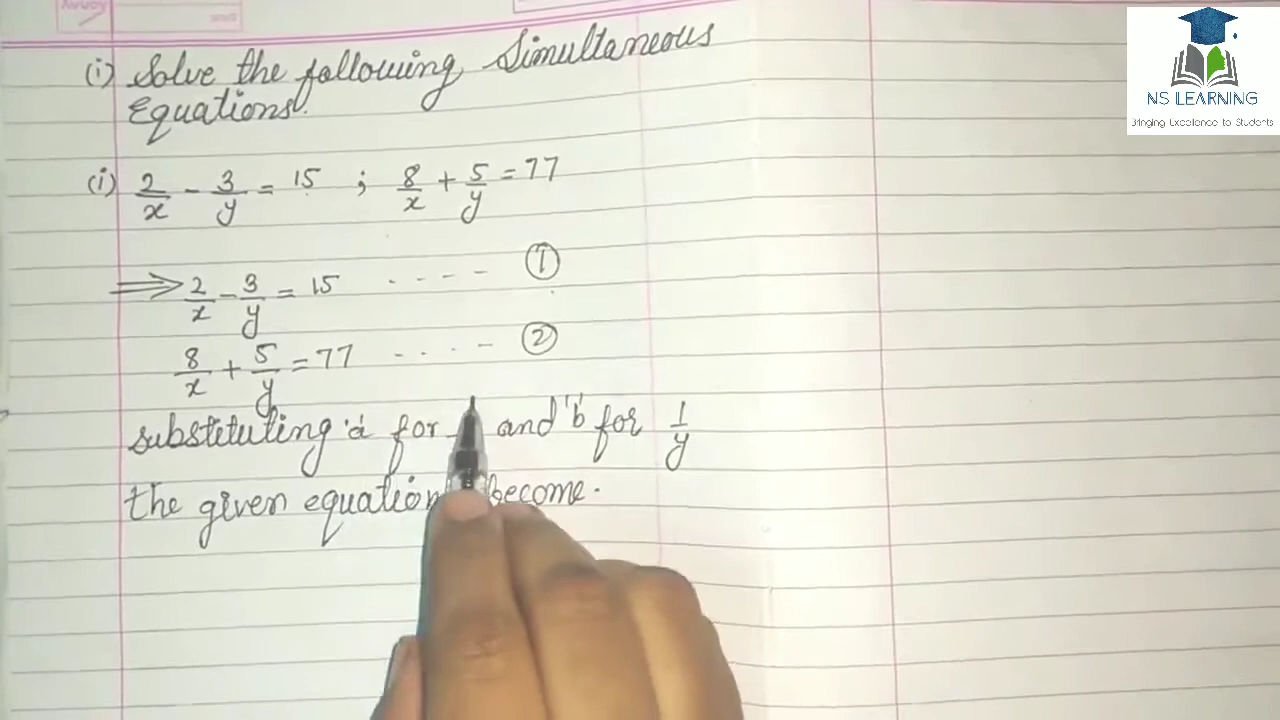 (i) Solve the following Simultaneous
Equations.
(i) 2/x - 3/y = 15 ; 8/x + 5/y = 77
⟹ 2/x - 3/y = 15 .... ①
8/x + 5/y = 77 .... ②
substituting 'a' for and 'b' for 1/y
the given equation become.
NS LEARNING
Bringing Excellence to Students